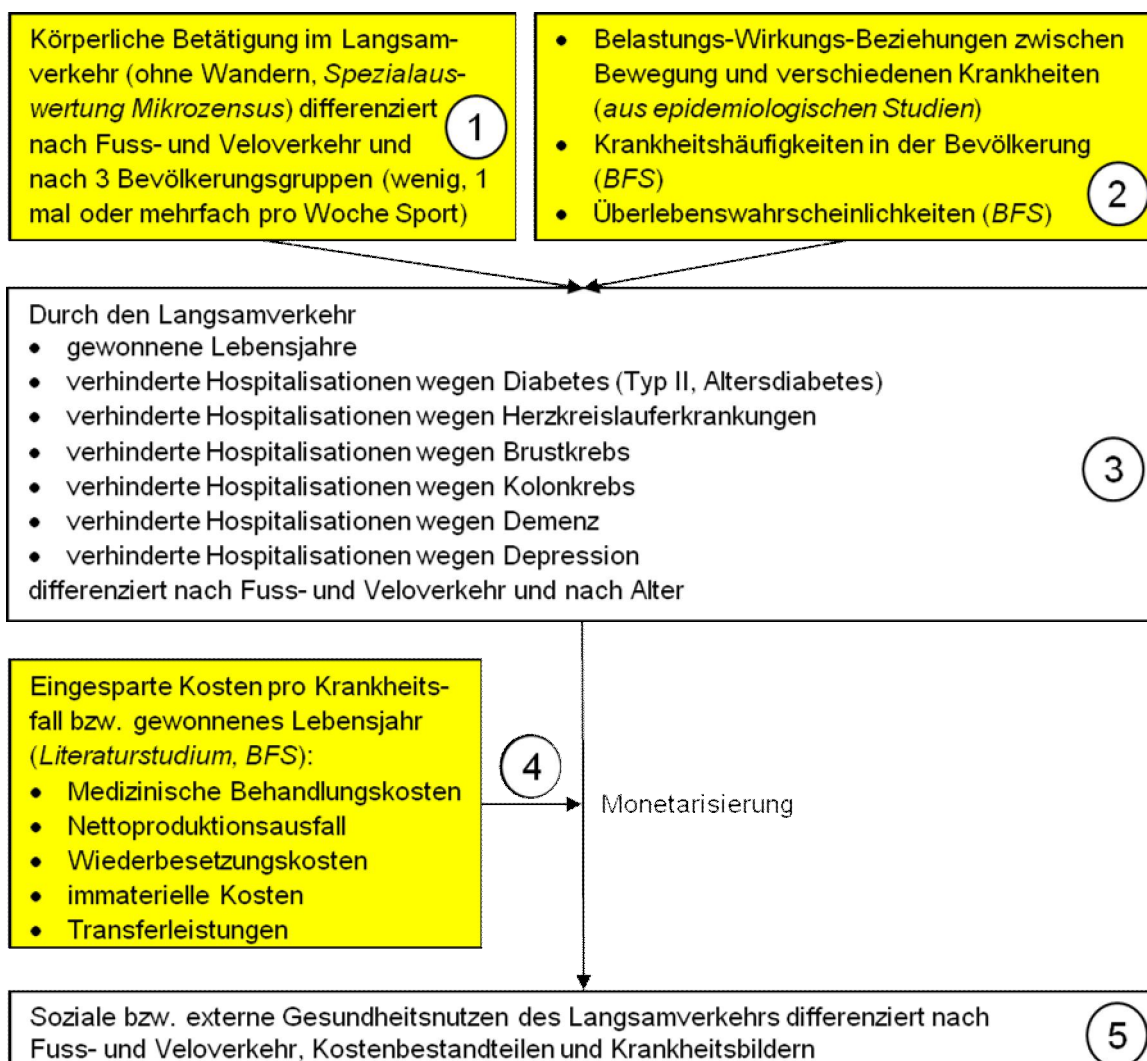 Körperliche Betätigung im Langsam-
verkehr (ohne Wandern, Spezialaus-
wertung Mikrozensus) differenziert
nach Fuss- und Veloverkehr und
nach 3 Bevölkerungsgruppen (wenig, 1
mal oder mehrfach pro Woche Sport)
1
• Belastungs-Wirkungs-Beziehungen zwischen
Bewegung und verschiedenen Krankheiten
(aus epidemiologischen Studien)
• Krankheitshäufigkeiten in der Bevölkerung
(BFS)
• Überlebenswahrscheinlichkeiten (BFS)
2
Durch den Langsamverkehr
• gewonnene Lebensjahre
• verhinderte Hospitalisationen wegen Diabetes (Typ II, Altersdiabetes)
• verhinderte Hospitalisationen wegen Herzkreislauferkrankungen
• verhinderte Hospitalisationen wegen Brustkrebs
• verhinderte Hospitalisationen wegen Kolonkrebs
• verhinderte Hospitalisationen wegen Demenz
• verhinderte Hospitalisationen wegen Depression
differenziert nach Fuss- und Veloverkehr und nach Alter
3
Eingesparte Kosten pro Krankheits-
fall bzw. gewonnenes Lebensjahr
(Literaturstudium, BFS):
• Medizinische Behandlungskosten
• Nettoproduktionsausfall
• Wiederbesetzungskosten
• immaterielle Kosten
• Transferleistungen
4
Monetarisierung
Soziale bzw. externe Gesundheitsnutzen des Langsamverkehrs differenziert nach
Fuss- und Veloverkehr, Kostenbestandteilen und Krankheitsbildern
5